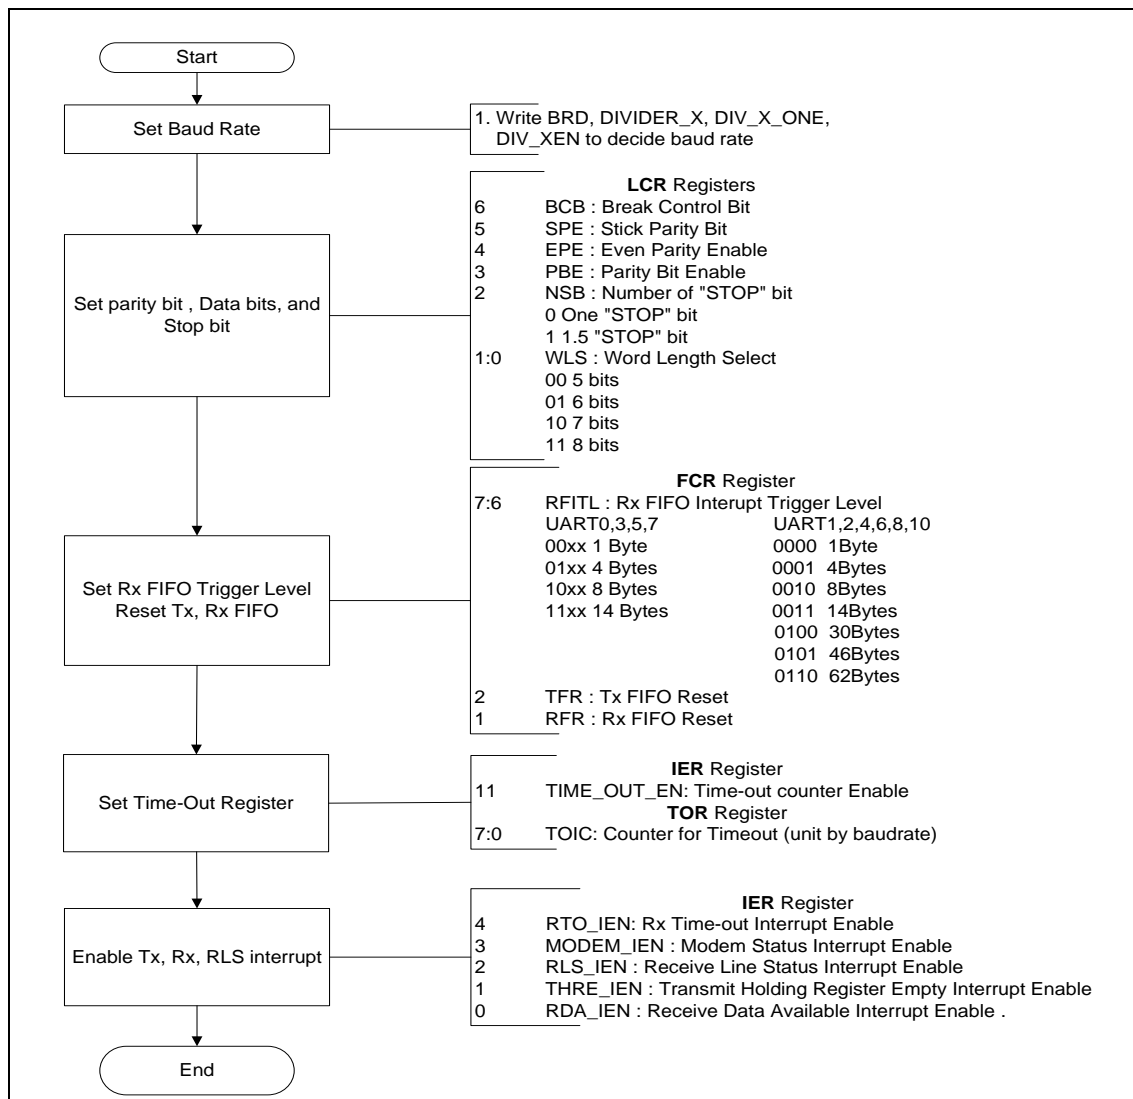 Start
Set Baud Rate
1. Write BRD, DIVIDER_X, DIV_X_ONE,
DIV_XEN to decide baud rate
Set parity bit , Data bits, and
Stop bit
LCR Registers
6 BCB : Break Control Bit
5 SPE : Stick Parity Bit
4 EPE : Even Parity Enable
3 PBE : Parity Bit Enable
2 NSB : Number of "STOP" bit
0 One "STOP" bit
1 1.5 "STOP" bit
1:0 WLS : Word Length Select
00 5 bits
01 6 bits
10 7 bits
11 8 bits
Set Rx FIFO Trigger Level
Reset Tx, Rx FIFO
FCR Register
7:6 RFITL : Rx FIFO Interupt Trigger Level
UART0,3,5,7 UART1,2,4,6,8,10
00xx 1 Byte 0000 1Byte
01xx 4 Bytes 0001 4Bytes
10xx 8 Bytes 0010 8Bytes
11xx 14 Bytes 0011 14Bytes
0100 30Bytes
0101 46Bytes
0110 62Bytes
2 TFR : Tx FIFO Reset
1 RFR : Rx FIFO Reset
Set Time-Out Register
IER Register
11 TIME_OUT_EN: Time-out counter Enable
TOR Register
7:0 TOIC: Counter for Timeout (unit by baudrate)
Enable Tx, Rx, RLS interrupt
IER Register
4 RTO_IEN: Rx Time-out Interrupt Enable
3 MODEM_IEN : Modem Status Interrupt Enable
2 RLS_IEN : Receive Line Status Interrupt Enable
1 THRE_IEN : Transmit Holding Register Empty Interrupt Enable
0 RDA_IEN : Receive Data Available Interrupt Enable .
End